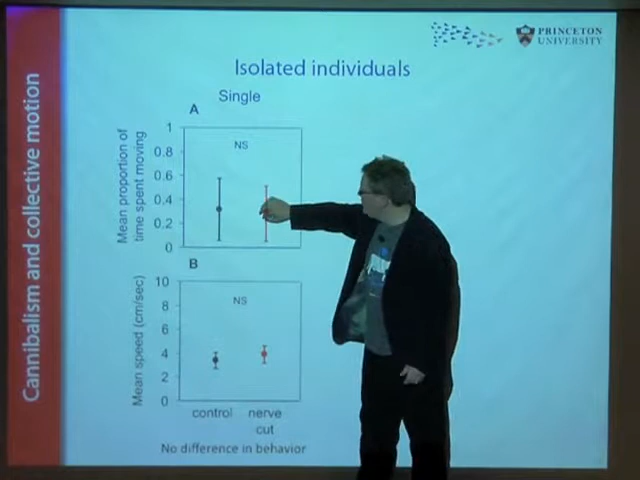 PRINCETON
UNIVERSITY
Cannibalism and collective motion
Isolated individuals
Single
A
Mean proportion of
time spent moving
1
0.8
0.6
0.4
0.2
0
NS
B
Mean speed (cm/sec)
10
8
6
4
2
0
NS
control
nerve
cut
No difference in behavior